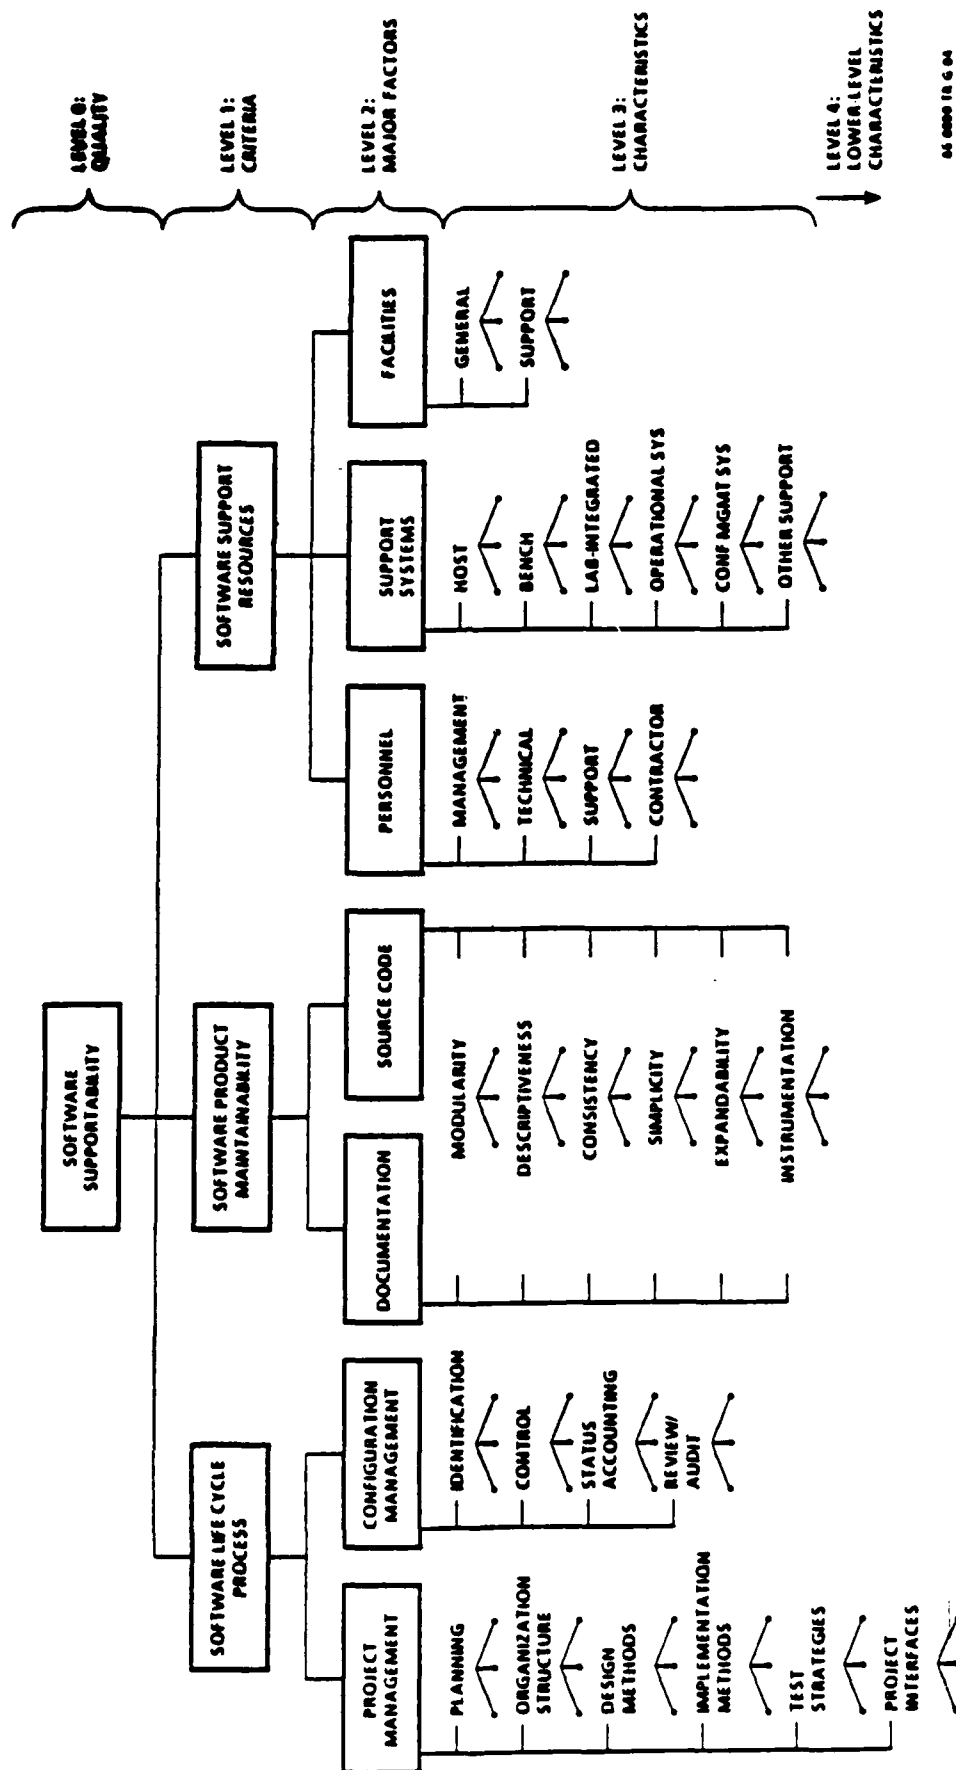 SOFTWARE
SUPPORTABILITY
LEVEL 0:
QUALITY
SOFTWARE LIFE CYCLE
PROCESS
SOFTWARE PRODUCT
MAINTAINABILITY
SOFTWARE SUPPORT
RESOURCES
LEVEL 1:
CRITERIA
PROJECT
MANAGEMENT
CONFIGURATION
MANAGEMENT
DOCUMENTATION
SOURCE CODE
PERSONNEL
SUPPORT
SYSTEMS
FACILITIES
LEVEL 2:
MAJOR FACTORS
PLANNING
ORGANIZATION
STRUCTURE
DESIGN
METHODS
IMPLEMENTATION
METHODS
TEST
STRATEGIES
PROJECT
INTERFACES
IDENTIFICATION
CONTROL
STATUS
ACCOUNTING
REVIEW/
AUDIT
MODULARITY
DESCRIPTIVENESS
CONSISTENCY
SIMPLICITY
EXPANDABILITY
INSTRUMENTATION
MANAGEMENT
TECHNICAL
SUPPORT
CONTRACTOR
HOST
BENCH
LAB-INTEGRATED
OPERATIONAL SYS
CONF MGMT SYS
OTHER SUPPORT
GENERAL
SUPPORT
LEVEL 3:
CHARACTERISTICS
LEVEL 4:
LOWER-LEVEL
CHARACTERISTICS